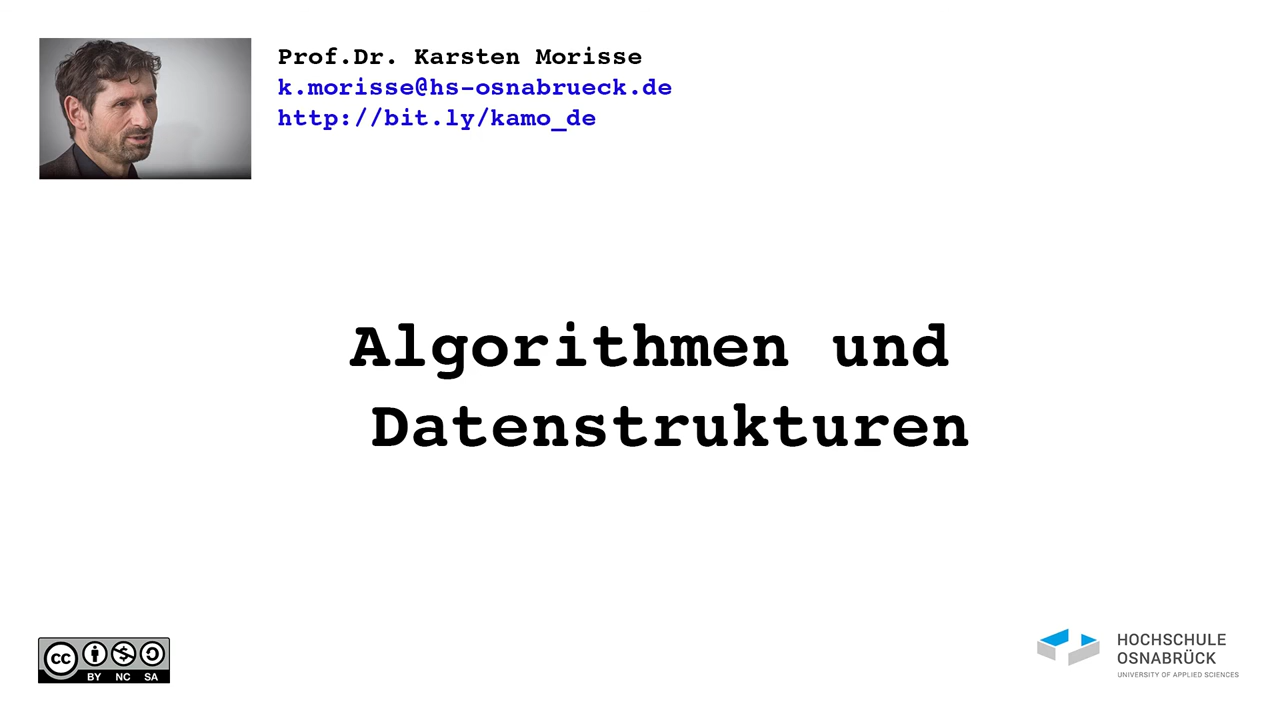 Prof.Dr. Karsten Morisse
k.morisse@hs-osnabrueck.de
http://bit.ly/kamo_de
Algorithmen und
Datenstrukturen
cc
BY NC SA
HOCHSCHULE
OSNABRÜCK
UNIVERSITY OF APPLIED SCIENCES